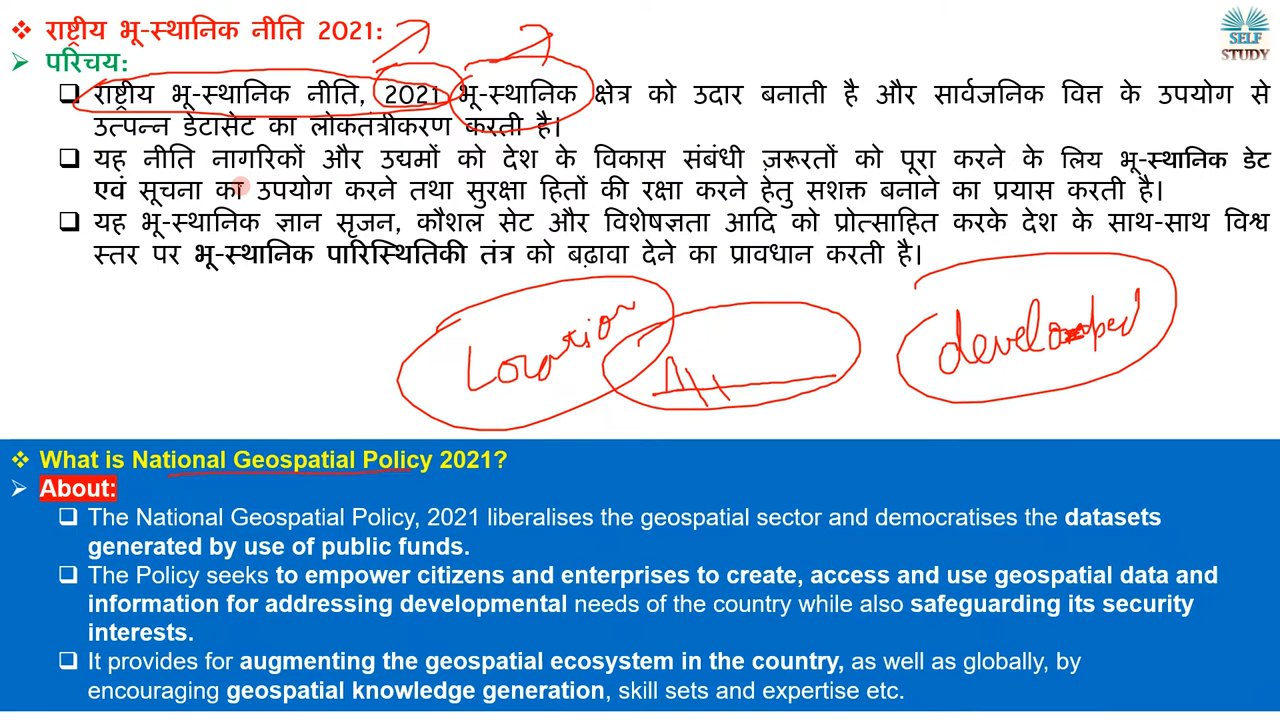 ❖ राष्ट्रीय भू-स्थानिक नीति 2021:
SELF
STUDY
➢ परिचय:
❑ राष्ट्रीय भू-स्थानिक नीति, 2021 भू-स्थानिक क्षेत्र को उदार बनाती है और सार्वजनिक वित्त के उपयोग से
उत्पन्न डेटासेट का लोकतंत्रीकरण करती है।
❑ यह नीति नागरिकों और उद्यमों को देश के विकास संबंधी ज़रूरतों को पूरा करने के लिय भू-स्थानिक डेट
एवं सूचना का उपयोग करने तथा सुरक्षा हितों की रक्षा करने हेतु सशक्त बनाने का प्रयास करती है।
❑ यह भू-स्थानिक ज्ञान सृजन, कौशल सेट और विशेषज्ञता आदि को प्रोत्साहित करके देश के साथ-साथ विश्व
स्तर पर भू-स्थानिक पारिस्थितिकी तंत्र को बढ़ावा देने का प्रावधान करती है।
Location
developed
❖ What is National Geospatial Policy 2021?
➢ About:
❑ The National Geospatial Policy, 2021 liberalises the geospatial sector and democratises the datasets
generated by use of public funds.
❑ The Policy seeks to empower citizens and enterprises to create, access and use geospatial data and
information for addressing developmental needs of the country while also safeguarding its security
interests.
❑ It provides for augmenting the geospatial ecosystem in the country, as well as globally, by
encouraging geospatial knowledge generation, skill sets and expertise etc.